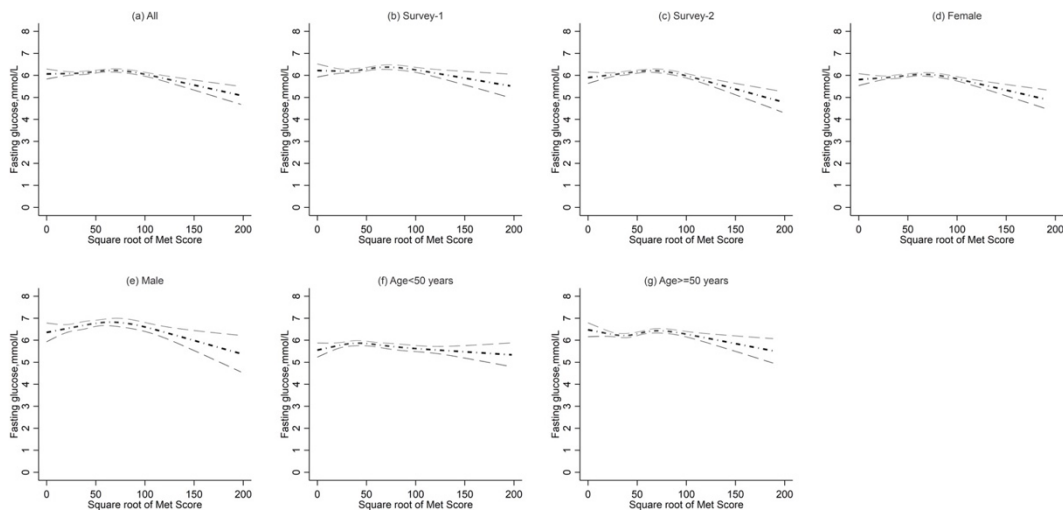 (a) All
Fasting glucose,mmol/L
8
7
6
5
4
3
2
1
0
0 50 100 150 200
Square root of Met Score
(b) Survey-1
Fasting glucose,mmol/L
8
7
6
5
4
3
2
1
0
0 50 100 150 200
Square root of Met Score
(c) Survey-2
Fasting glucose,mmol/L
8
7
6
5
4
3
2
1
0
0 50 100 150 200
Square root of Met Score
(d) Female
Fasting glucose,mmol/L
8
7
6
5
4
3
2
1
0
0 50 100 150 200
Square root of Met Score
(e) Male
Fasting glucose,mmol/L
8
7
6
5
4
3
2
1
0
0 50 100 150 200
Square root of Met Score
(f) Age<50 years
Fasting glucose,mmol/L
8
7
6
5
4
3
2
1
0
0 50 100 150 200
Square root of Met Score
(g) Age>=50 years
Fasting glucose,mmol/L
8
7
6
5
4
3
2
1
0
0 50 100 150 200
Square root of Met Score